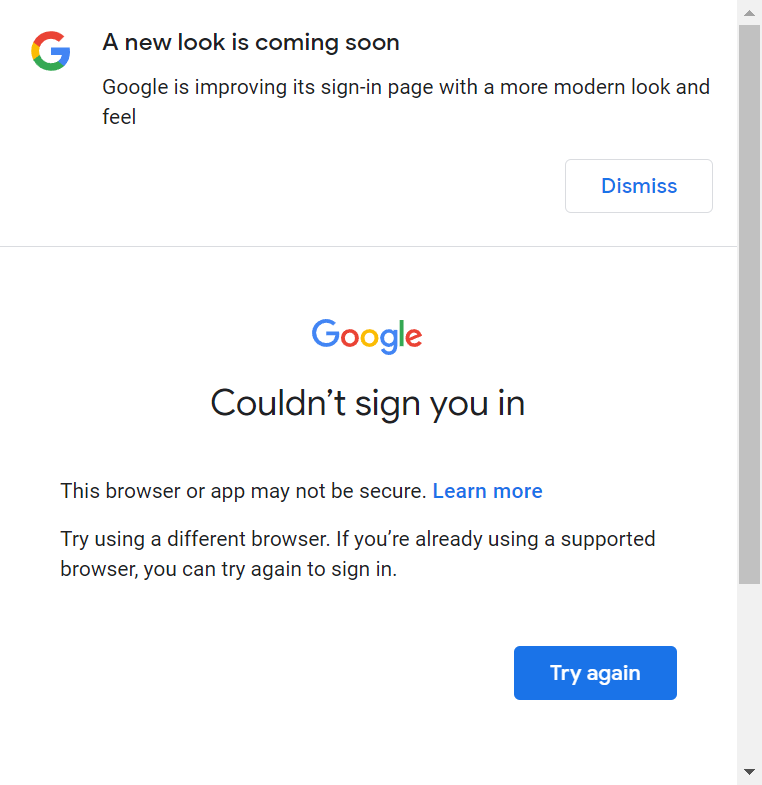 A new look is coming soon
Google is improving its sign-in page with a more modern look and
feel
Dismiss
Google
Couldn’t sign you in
This browser or app may not be secure. Learn more
Try using a different browser. If you’re already using a supported
browser, you can try again to sign in.
Try again